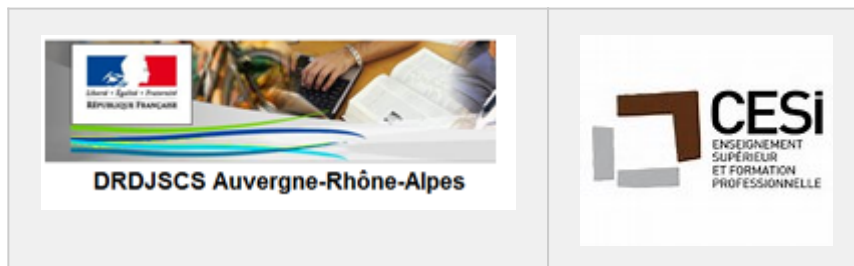 Liberté • Égalité • Fraternité
RÉPUBLIQUE FRANÇAISE
DRDJSCS Auvergne-Rhône-Alpes
CESi
ENSEIGNEMENT
SUPÉRIEUR
ET FORMATION
PROFESSIONNELLE